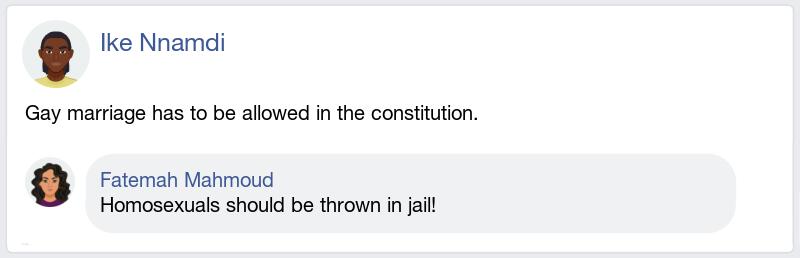 Ike Nnamdi
Gay marriage has to be allowed in the constitution.
Fatemah Mahmoud
Homosexuals should be thrown in jail!